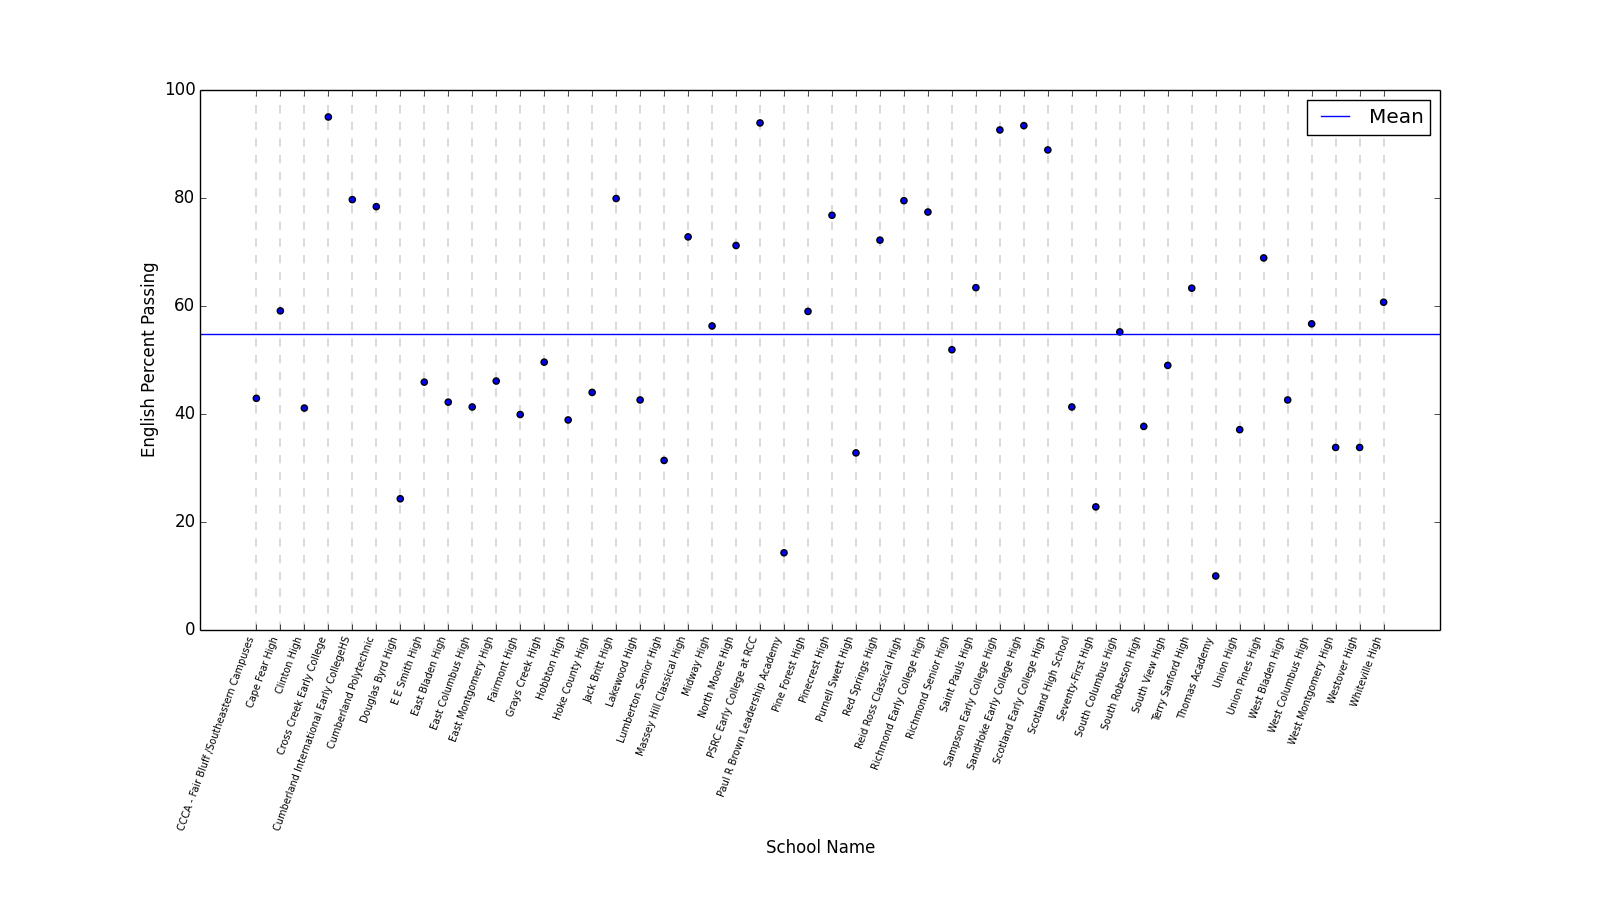 100
Mean
80
60
40
20
0
English Percent Passing
CCCA - Fair Bluff /Southeastern Campuses
Cape Fear High
Clinton High
Cross Creek Early College
Cumberland International Early CollegeHS
Cumberland Polytechnic
Douglas Byrd High
E E Smith High
East Bladen High
East Columbus High
East Montgomery High
Fairmont High
Grays Creek High
Hobbton High
Hoke County High
Jack Britt High
Lakewood High
Lumberton Senior High
Massey Hill Classical High
Midway High
North Moore High
PSRC Early College at RCC
Paul R Brown Leadership Academy
Pine Forest High
Pinecrest High
Purnell Swett High
Red Springs High
Reid Ross Classical High
Richmond Early College High
Richmond Senior High
Saint Pauls High
Sampson Early College High
SandHoke Early College High
Scotland Early College High
Scotland High School
Seventy-First High
South Columbus High
South Robeson High
South View High
Terry Sanford High
Thomas Academy
Union High
Union Pines High
West Bladen High
West Columbus High
West Montgomery High
Westover High
Whiteville High
School Name